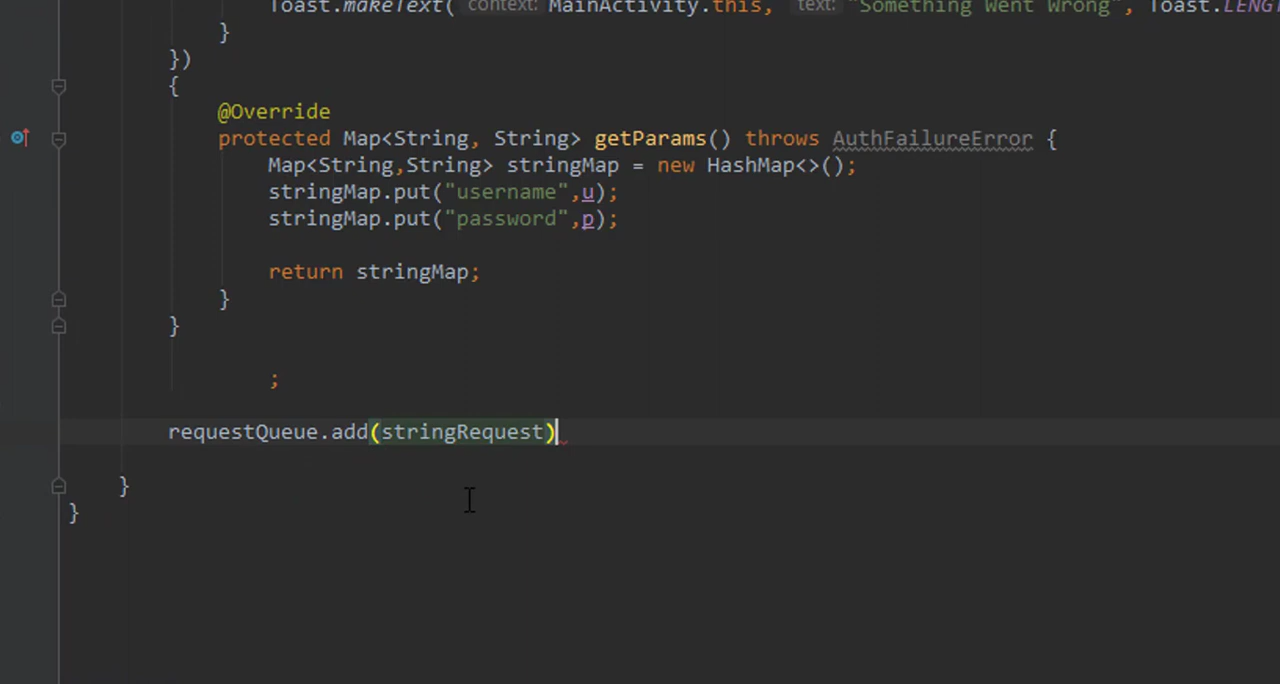 Toast.makeText( context: MainActivity.this, text: "Something Went Wrong", Toast.LENG
}
})
{
@Override
protected Map<String, String> getParams() throws AuthFailureError {
Map<String,String> stringMap = new HashMap<>();
stringMap.put("username",u);
stringMap.put("password",p);
return stringMap;
}
}
;
requestQueue.add(stringRequest)
}
}